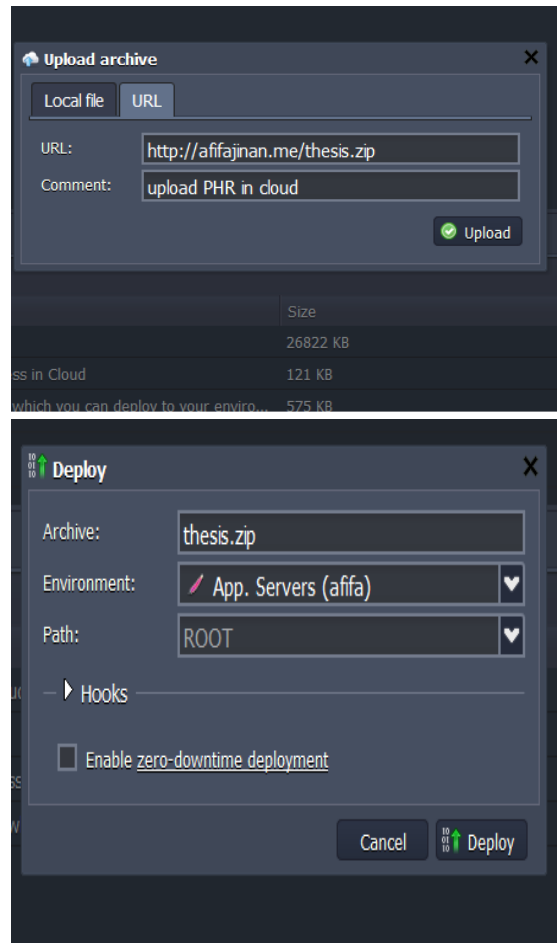 Upload archive
Local file URL
URL: http://afifajinan.me/thesis.zip
Comment: upload PHR in cloud
Upload
Size
26822 KB
ess in Cloud 121 KB
which you can deploy to your enviro... 575 KB
Deploy
Archive: thesis.zip
Environment: App. Servers (afifa)
Path: ROOT
Hooks
Enable zero-downtime deployment
Cancel Deploy